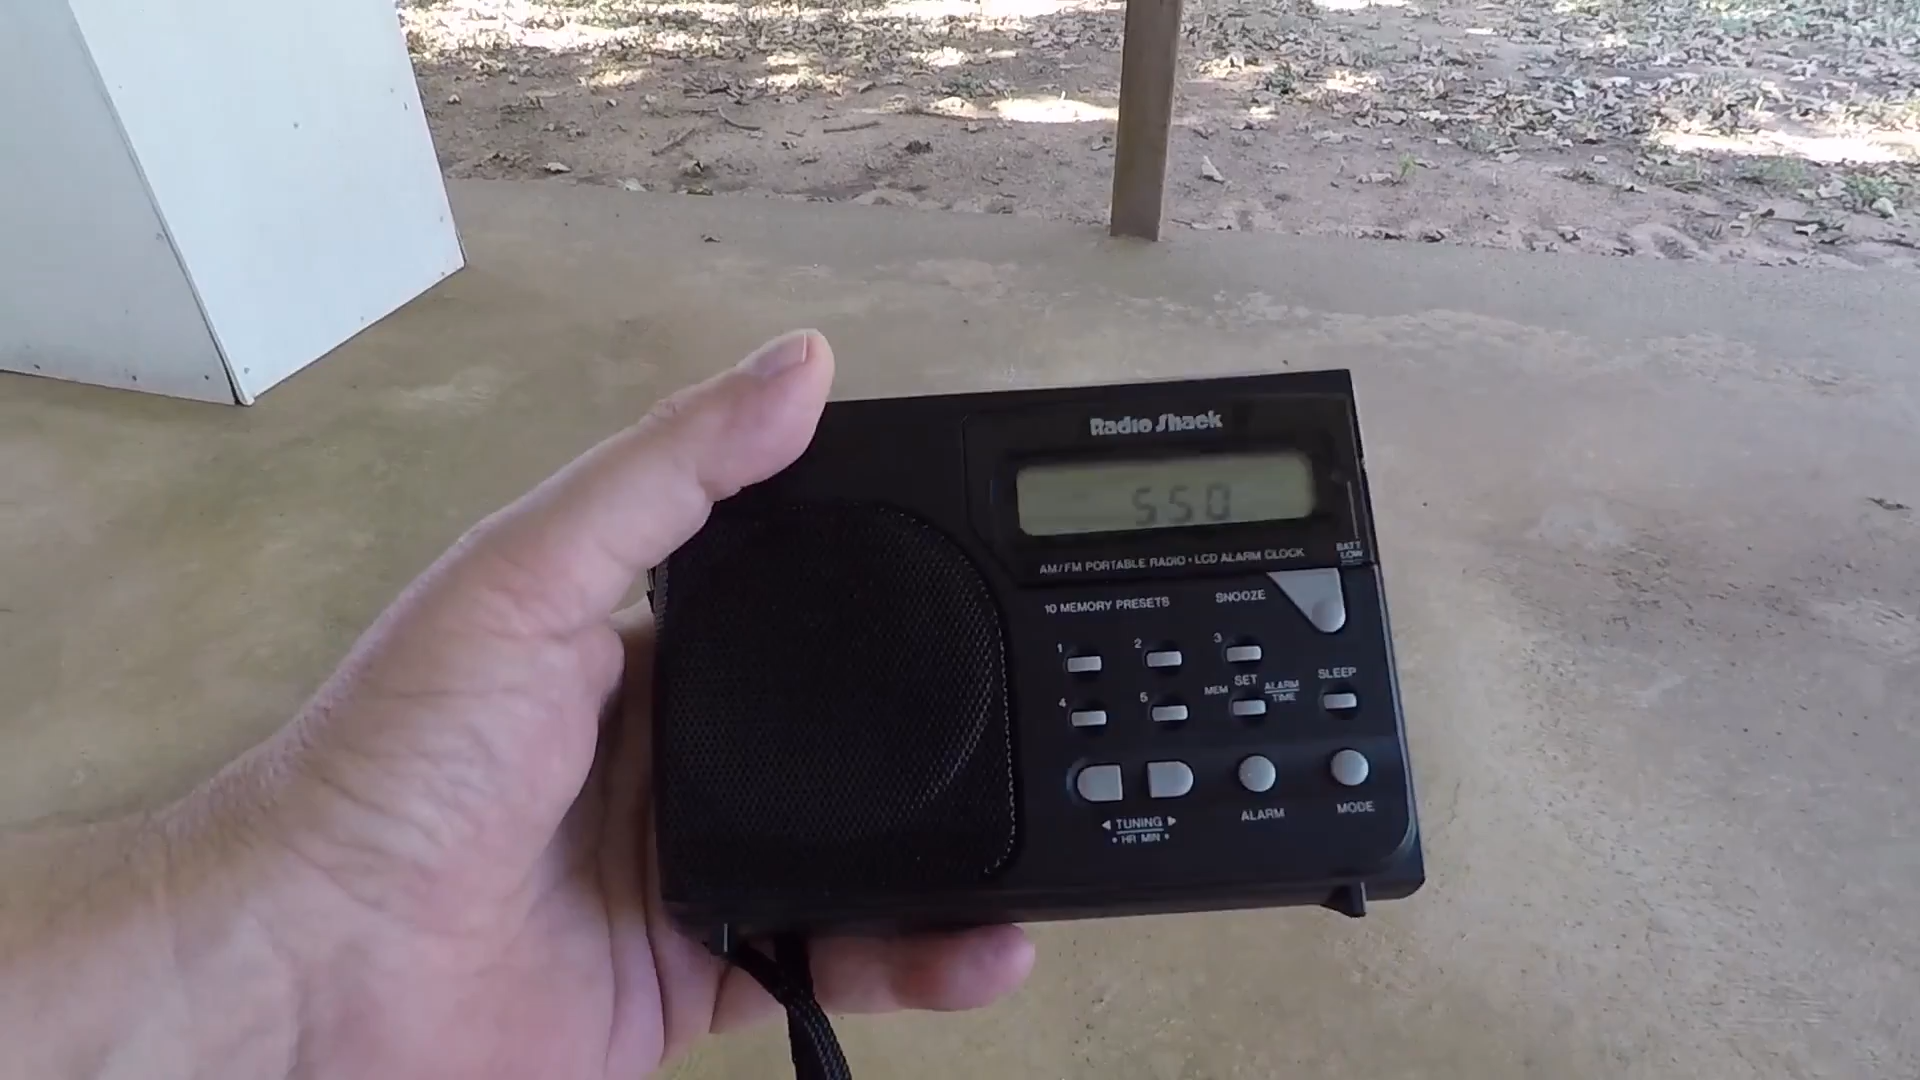 Radio Shack
550
AM/FM PORTABLE RADIO • LCD ALARM CLOCK
BATT LOW
10 MEMORY PRESETS
SNOOZE
1
2
3
SLEEP
4
5
MEM
SET
ALARM
TIME
◄ TUNING ►
• HR MIN •
ALARM
MODE